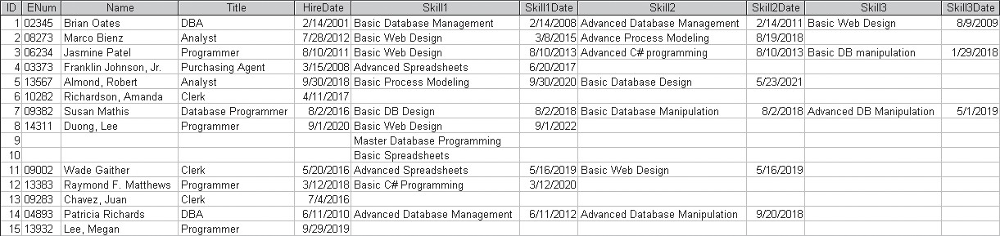 ID ENum Name Title HireDate Skill1 Skill1Date Skill2 Skill2Date Skill3 Skill3Date
1 02345 Brian Oates DBA 2/14/2001 Basic Database Management 2/14/2008 Advanced Database Management 2/14/2011 Basic Web Design 8/9/2009
2 08273 Marco Bienz Analyst 7/28/2012 Basic Web Design 3/8/2015 Advance Process Modeling 8/19/2018
3 06234 Jasmine Patel Programmer 8/10/2011 Basic Web Design 8/10/2013 Advanced C# programming 8/10/2013 Basic DB manipulation 1/29/2018
4 03373 Franklin Johnson, Jr. Purchasing Agent 3/15/2008 Advanced Spreadsheets 6/20/2017
5 13567 Almond, Robert Analyst 9/30/2018 Basic Process Modeling 9/30/2020 Basic Database Design 5/23/2021
6 10282 Richardson, Amanda Clerk 4/11/2017
7 09382 Susan Mathis Database Programmer 8/2/2016 Basic DB Design 8/2/2018 Basic Database Manipulation 8/2/2018 Advanced DB Manipulation 5/1/2019
8 14311 Duong, Lee Programmer 9/1/2020 Basic Web Design 9/1/2022
9 Master Database Programming
10 Basic Spreadsheets
11 09002 Wade Gaither Clerk 5/20/2016 Advanced Spreadsheets 5/16/2019 Basic Web Design 5/16/2019
12 13383 Raymond F. Matthews Programmer 3/12/2018 Basic C# Programming 3/12/2020
13 09283 Chavez, Juan Clerk 7/4/2016
14 04893 Patricia Richards DBA 6/11/2010 Advanced Database Management 6/11/2012 Advanced Database Manipulation 9/20/2018
15 13932 Lee, Megan Programmer 9/29/2019